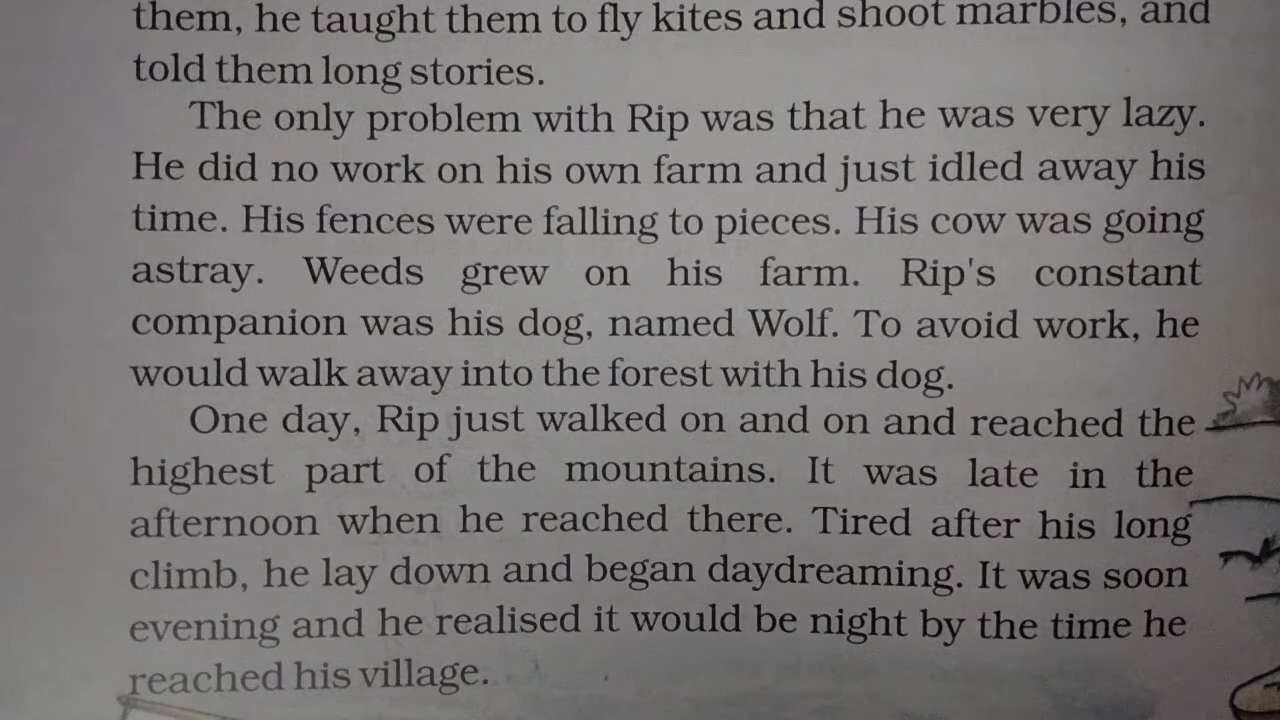 them, he taught them to fly kites and shoot marbles, and
told them long stories.
The only problem with Rip was that he was very lazy.
He did no work on his own farm and just idled away his
time. His fences were falling to pieces. His cow was going
astray. Weeds grew on his farm. Rip's constant
companion was his dog, named Wolf. To avoid work, he
would walk away into the forest with his dog.
One day, Rip just walked on and on and reached the
highest part of the mountains. It was late in the
afternoon when he reached there. Tired after his long
climb, he lay down and began daydreaming. It was soon
evening and he realised it would be night by the time he
reached his village.